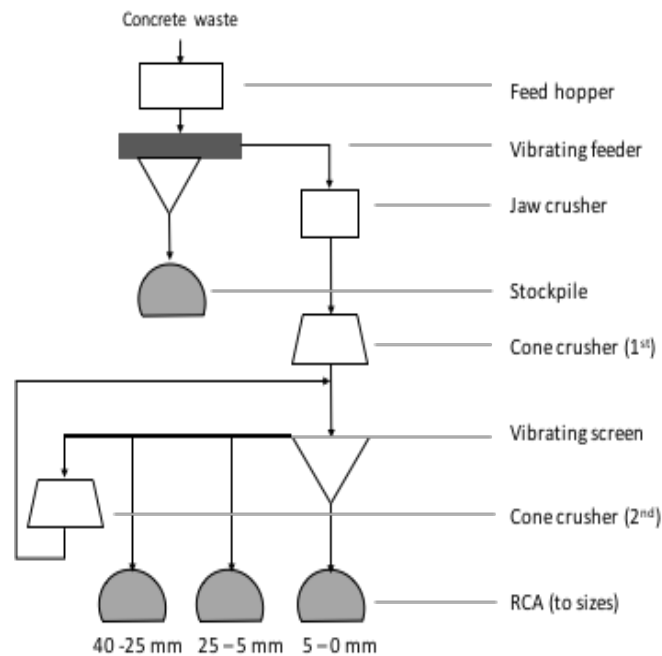 Concrete waste
Feed hopper
Vibrating feeder
Jaw crusher
Stockpile
Cone crusher (1st)
Vibrating screen
Cone crusher (2nd)
RCA (to sizes)
40 -25 mm 25 – 5 mm 5 – 0 mm